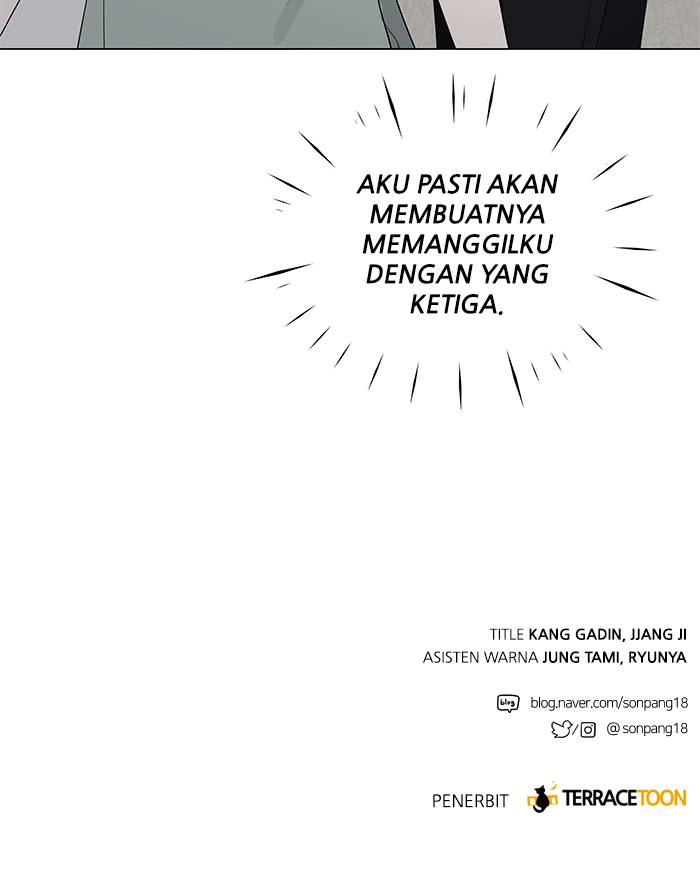 AKU PASTI AKAN
MEMBUATNYA
MEMANGGILKU
DENGAN YANG
KETIGA.
TITLE KANG GADIN, JJANG JI
ASISTEN WARNA JUNG TAMI, RYUNYA
blog blog.naver.com/sonpang18
/ @sonpang18
PENERBIT TERRACETOON